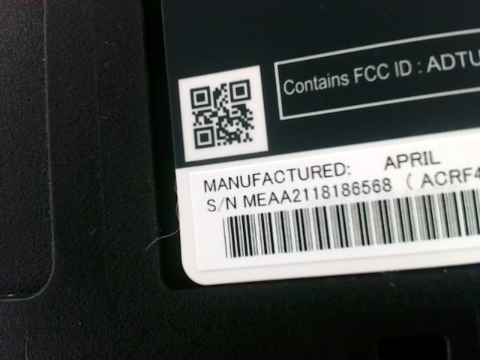 Contains FCC ID : ADTU
MANUFACTURED: APRIL
S/N MEAA2118186568 ( ACRF4